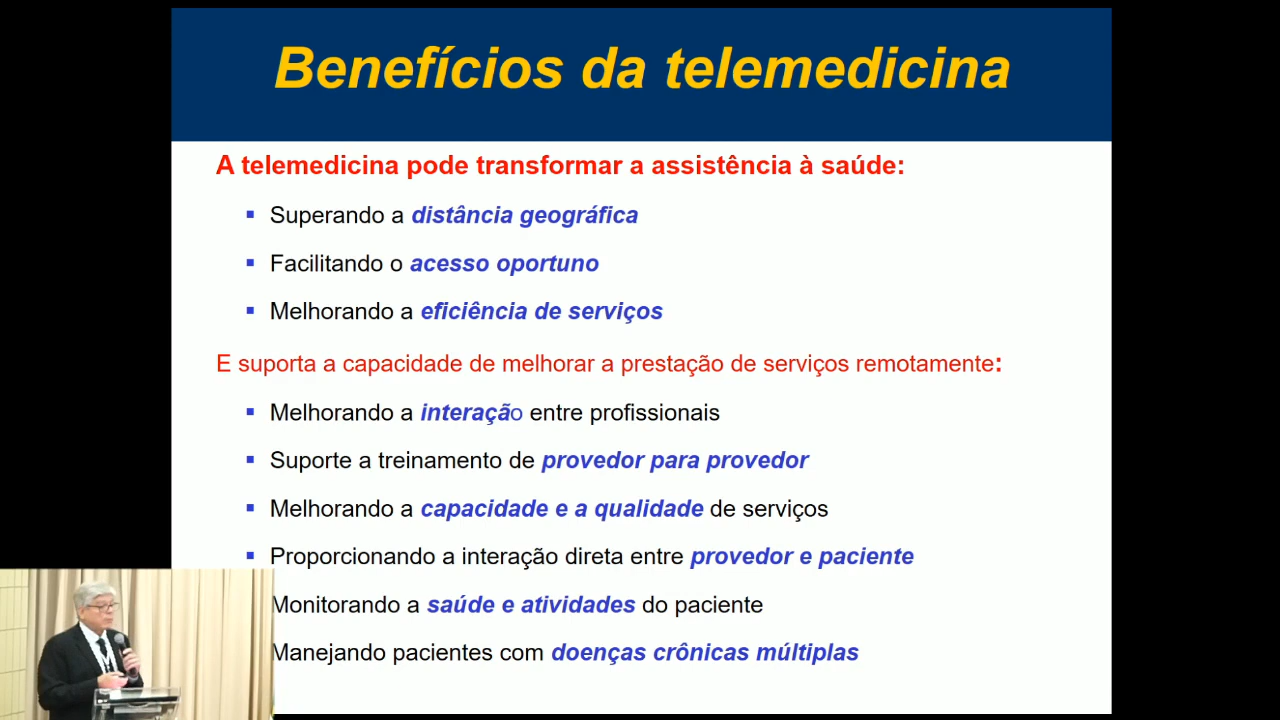 Benefícios da telemedicina
A telemedicina pode transformar a assistência à saúde:
Superando a distância geográfica
Facilitando o acesso oportuno
Melhorando a eficiência de serviços
E suporta a capacidade de melhorar a prestação de serviços remotamente:
Melhorando a interação entre profissionais
Suporte a treinamento de provedor para provedor
Melhorando a capacidade e a qualidade de serviços
Proporcionando a interação direta entre provedor e paciente
Monitorando a saúde e atividades do paciente
Manejando pacientes com doenças crônicas múltiplas